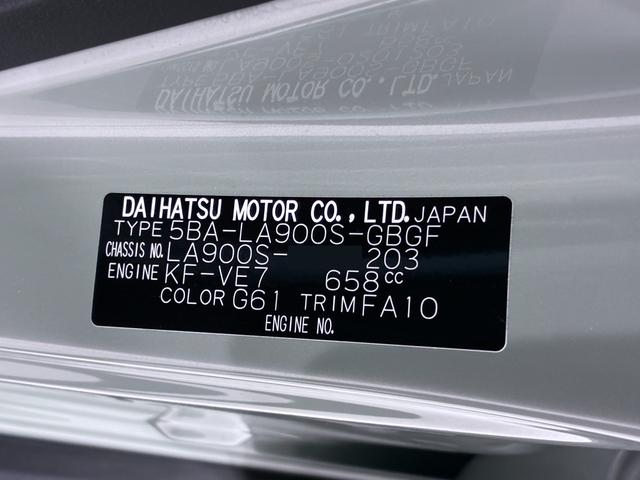 DAIHATSU MOTOR CO., LTD. JAPAN
TYPE 5BA-LA900S-GBGF
CHASSIS NO. LA900S- 203
ENGINE KF-VE7 658cc
COLOR G61 TRIM FA10
ENGINE NO.